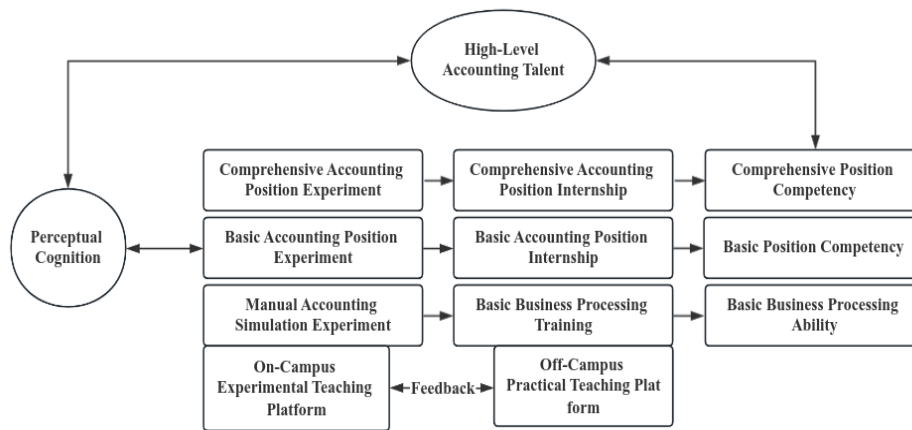 High-Level
Accounting Talent
Comprehensive Accounting
Position Experiment
Comprehensive Accounting
Position Internship
Comprehensive Position
Competency
Perceptual
Cognition
Basic Accounting Position
Experiment
Basic Accounting Position
Internship
Basic Position Competency
Manual Accounting
Simulation Experiment
Basic Business Processing
Training
Basic Business Processing
Ability
On-Campus
Experimental Teaching
Platform
Feedback
Off-Campus
Practical Teaching Plat
form